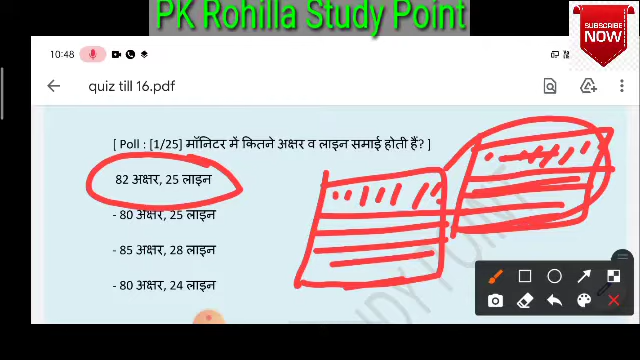 PK Rohilla Study Point
SUBSCRIBE
NOW
10:48
quiz till 16.pdf
[ Poll : [1/25] मॉनिटर में कितने अक्षर व लाइन समाई होती हैं? ]
82 अक्षर, 25 लाइन
- 80 अक्षर, 25 लाइन
- 85 अक्षर, 28 लाइन
- 80 अक्षर, 24 लाइन
STUDY POINT